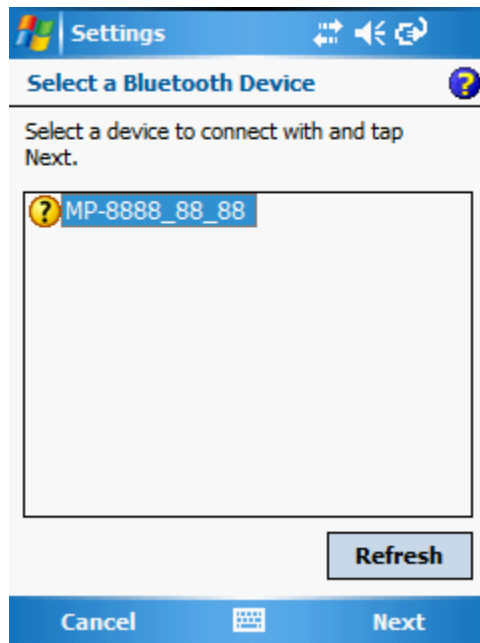 Settings
Select a Bluetooth Device
Select a device to connect with and tap
Next.
MP-8888_88_88
Refresh
Cancel
Next